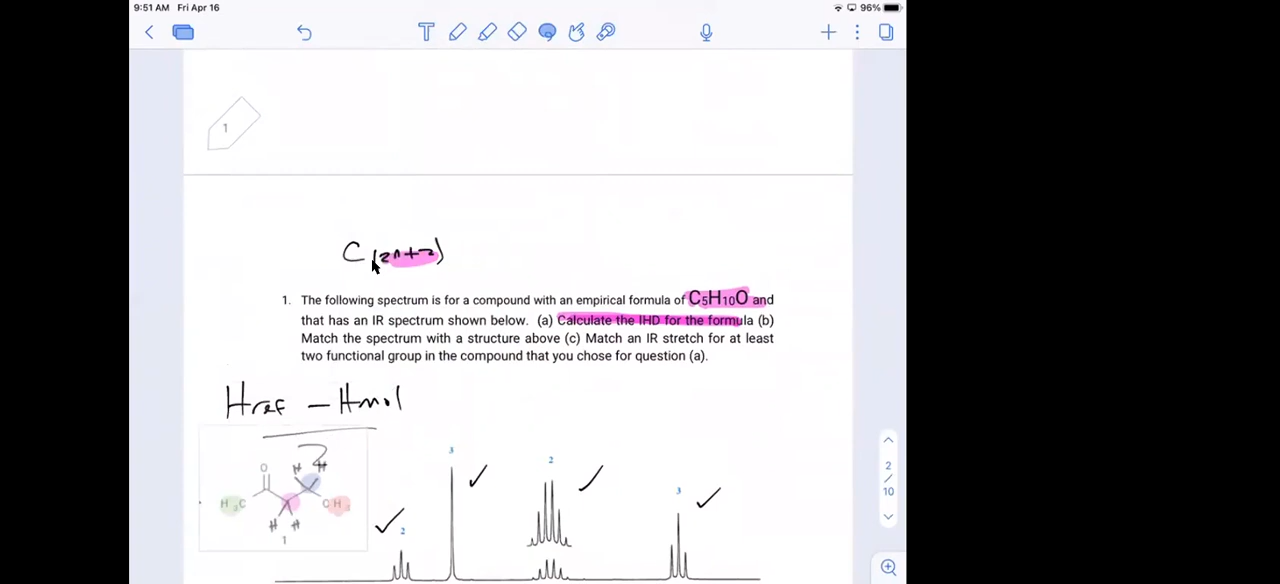 9:51 AM Fri Apr 16
96%
1
C(2n+2)
1. The following spectrum is for a compound with an empirical formula of C5H10O and
that has an IR spectrum shown below. (a) Calculate the IHD for the formula (b)
Match the spectrum with a structure above (c) Match an IR stretch for at least
two functional group in the compound that you chose for question (a).
Href - Hmol
2
3
2
3
2
O
H H
H3C
CH3
H H
1
2
/
10